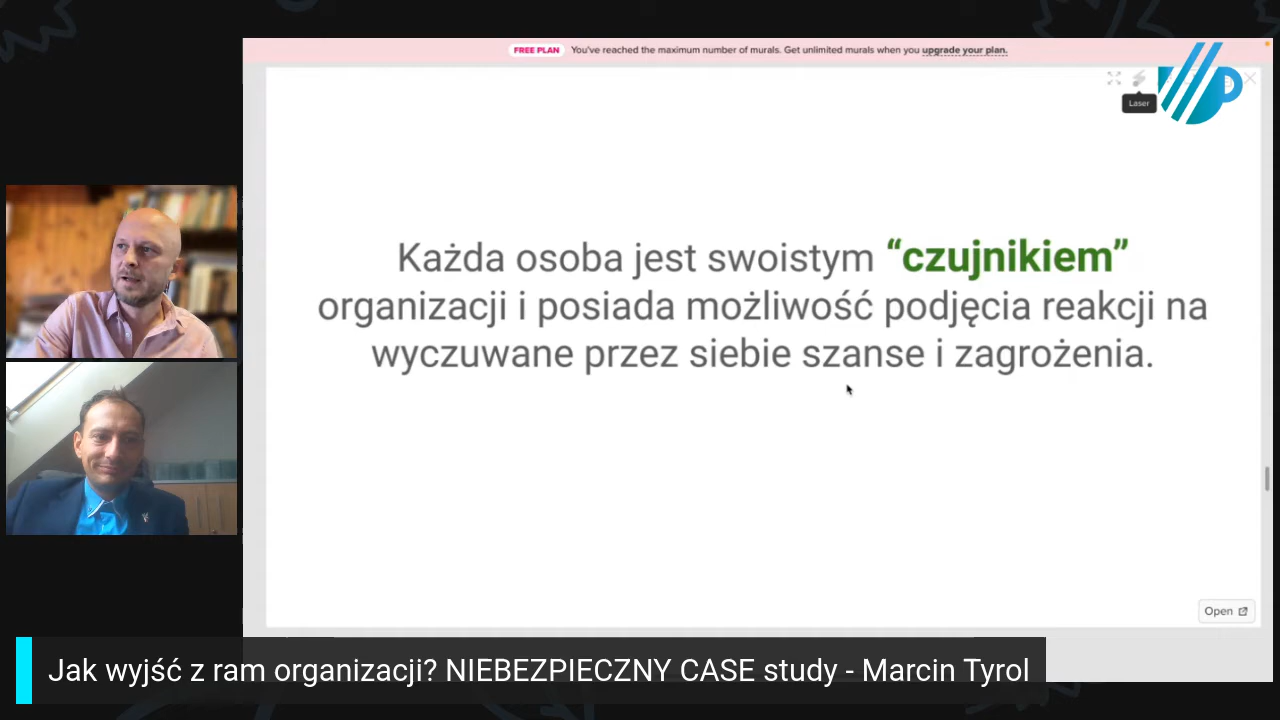 FREE PLAN You've reached the maximum number of murals. Get unlimited murals when you upgrade your plan.
Laser
Każda osoba jest swoistym “czujnikiem”
organizacji i posiada możliwość podjęcia reakcji na
wyczuwane przez siebie szanse i zagrożenia.
Open
Jak wyjść z ram organizacji? NIEBEZPIECZNY CASE study - Marcin Tyrol